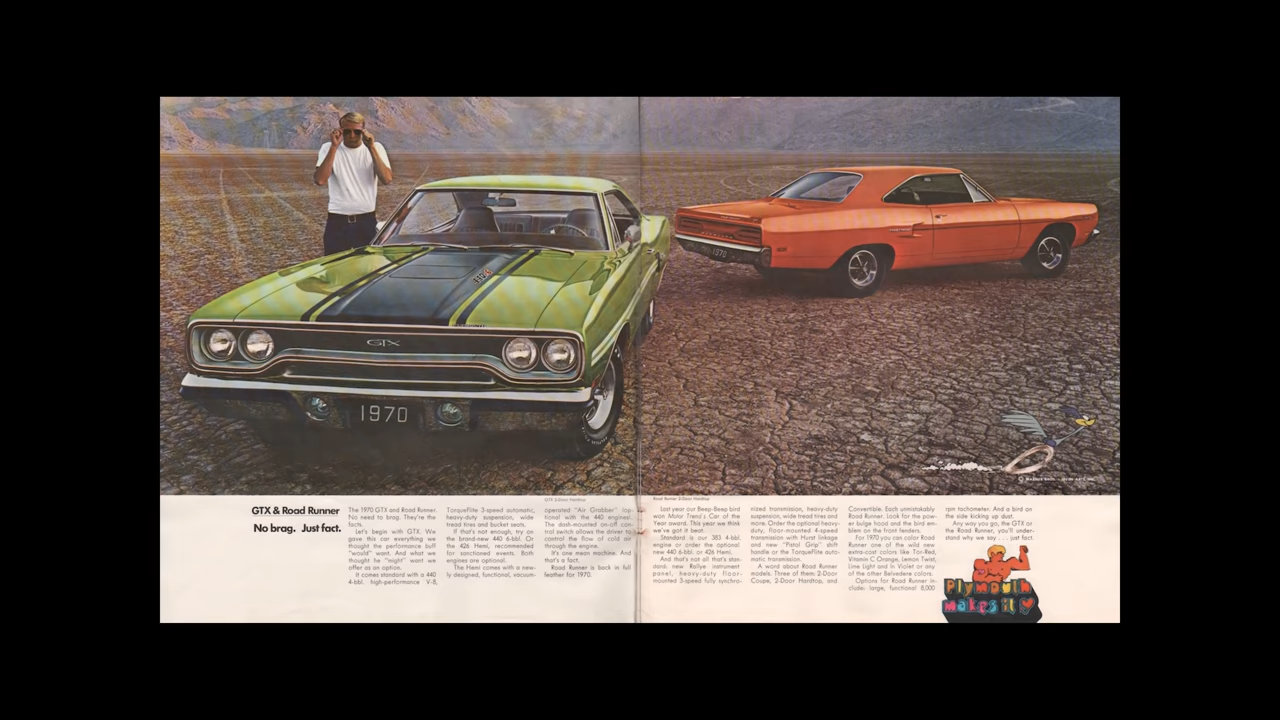 GTX
GTX
1970
1970
GTX 2-Door Hardtop
Road Runner 2-Door Hardtop
GTX & Road Runner
No brag. Just fact.
The 1970 GTX and Road Runner.
No need to brag. They're the
facts.
Let's begin with GTX. We
gave this car everything we
thought the performance buff
"would" want. And what we
thought he "might" want we
offer as an option.
It comes standard with a 440
4-bbl. high-performance V-8,
TorqueFlite 3-speed automatic,
heavy-duty suspension, wide
tread tires and bucket seats.
If that's not enough, try on
the brand-new 440 6-bbl. Or
the 426 Hemi, recommended
for sanctioned events. Both
engines are optional.
The Hemi comes with a new-
ly designed, functional, vacuum-
operated "Air Grabber" (op-
tional with the 440 engines).
The dash-mounted on-off con-
trol switch allows the driver to
control the flow of cold air
through the engine.
It's one mean machine. And
that's a fact.
Road Runner is back in full
feather for 1970.
Last year our Beep-Beep bird
won Motor Trend's Car of the
Year award. This year we think
we've got it beat.
Standard is our 383 4-bbl.
engine or order the optional
new 440 6-bbl. or 426 Hemi.
And that's not all that's stan-
dard: new Rallye instrument
panel, heavy-duty floor-
mounted 3-speed fully synchro-
nized transmission, heavy-duty
suspension, wide tread tires and
more. Order the optional heavy-
duty, floor-mounted 4-speed
transmission with Hurst linkage
and new "Pistol Grip" shift
handle or the TorqueFlite auto-
matic transmission.
A word about Road Runner
models. Three of them: 2-Door
Coupe, 2-Door Hardtop, and
Convertible. Each unmistakably
Road Runner. Look for the pow-
er bulge hood and the bird em-
blem on the front fenders.
For 1970 you can color Road
Runner one of the wild new
extra-cost colors like Tor-Red,
Vitamin C Orange, Lemon Twist,
Lime Light and In Violet or any
of the other Belvedere colors.
Options for Road Runner in-
clude: large, functional 8,000
rpm tachometer. And a bird on
the side kicking up dust.
Any way you go, the GTX or
the Road Runner, you'll under-
stand why we say . . . just fact.
Plymouth
makes it